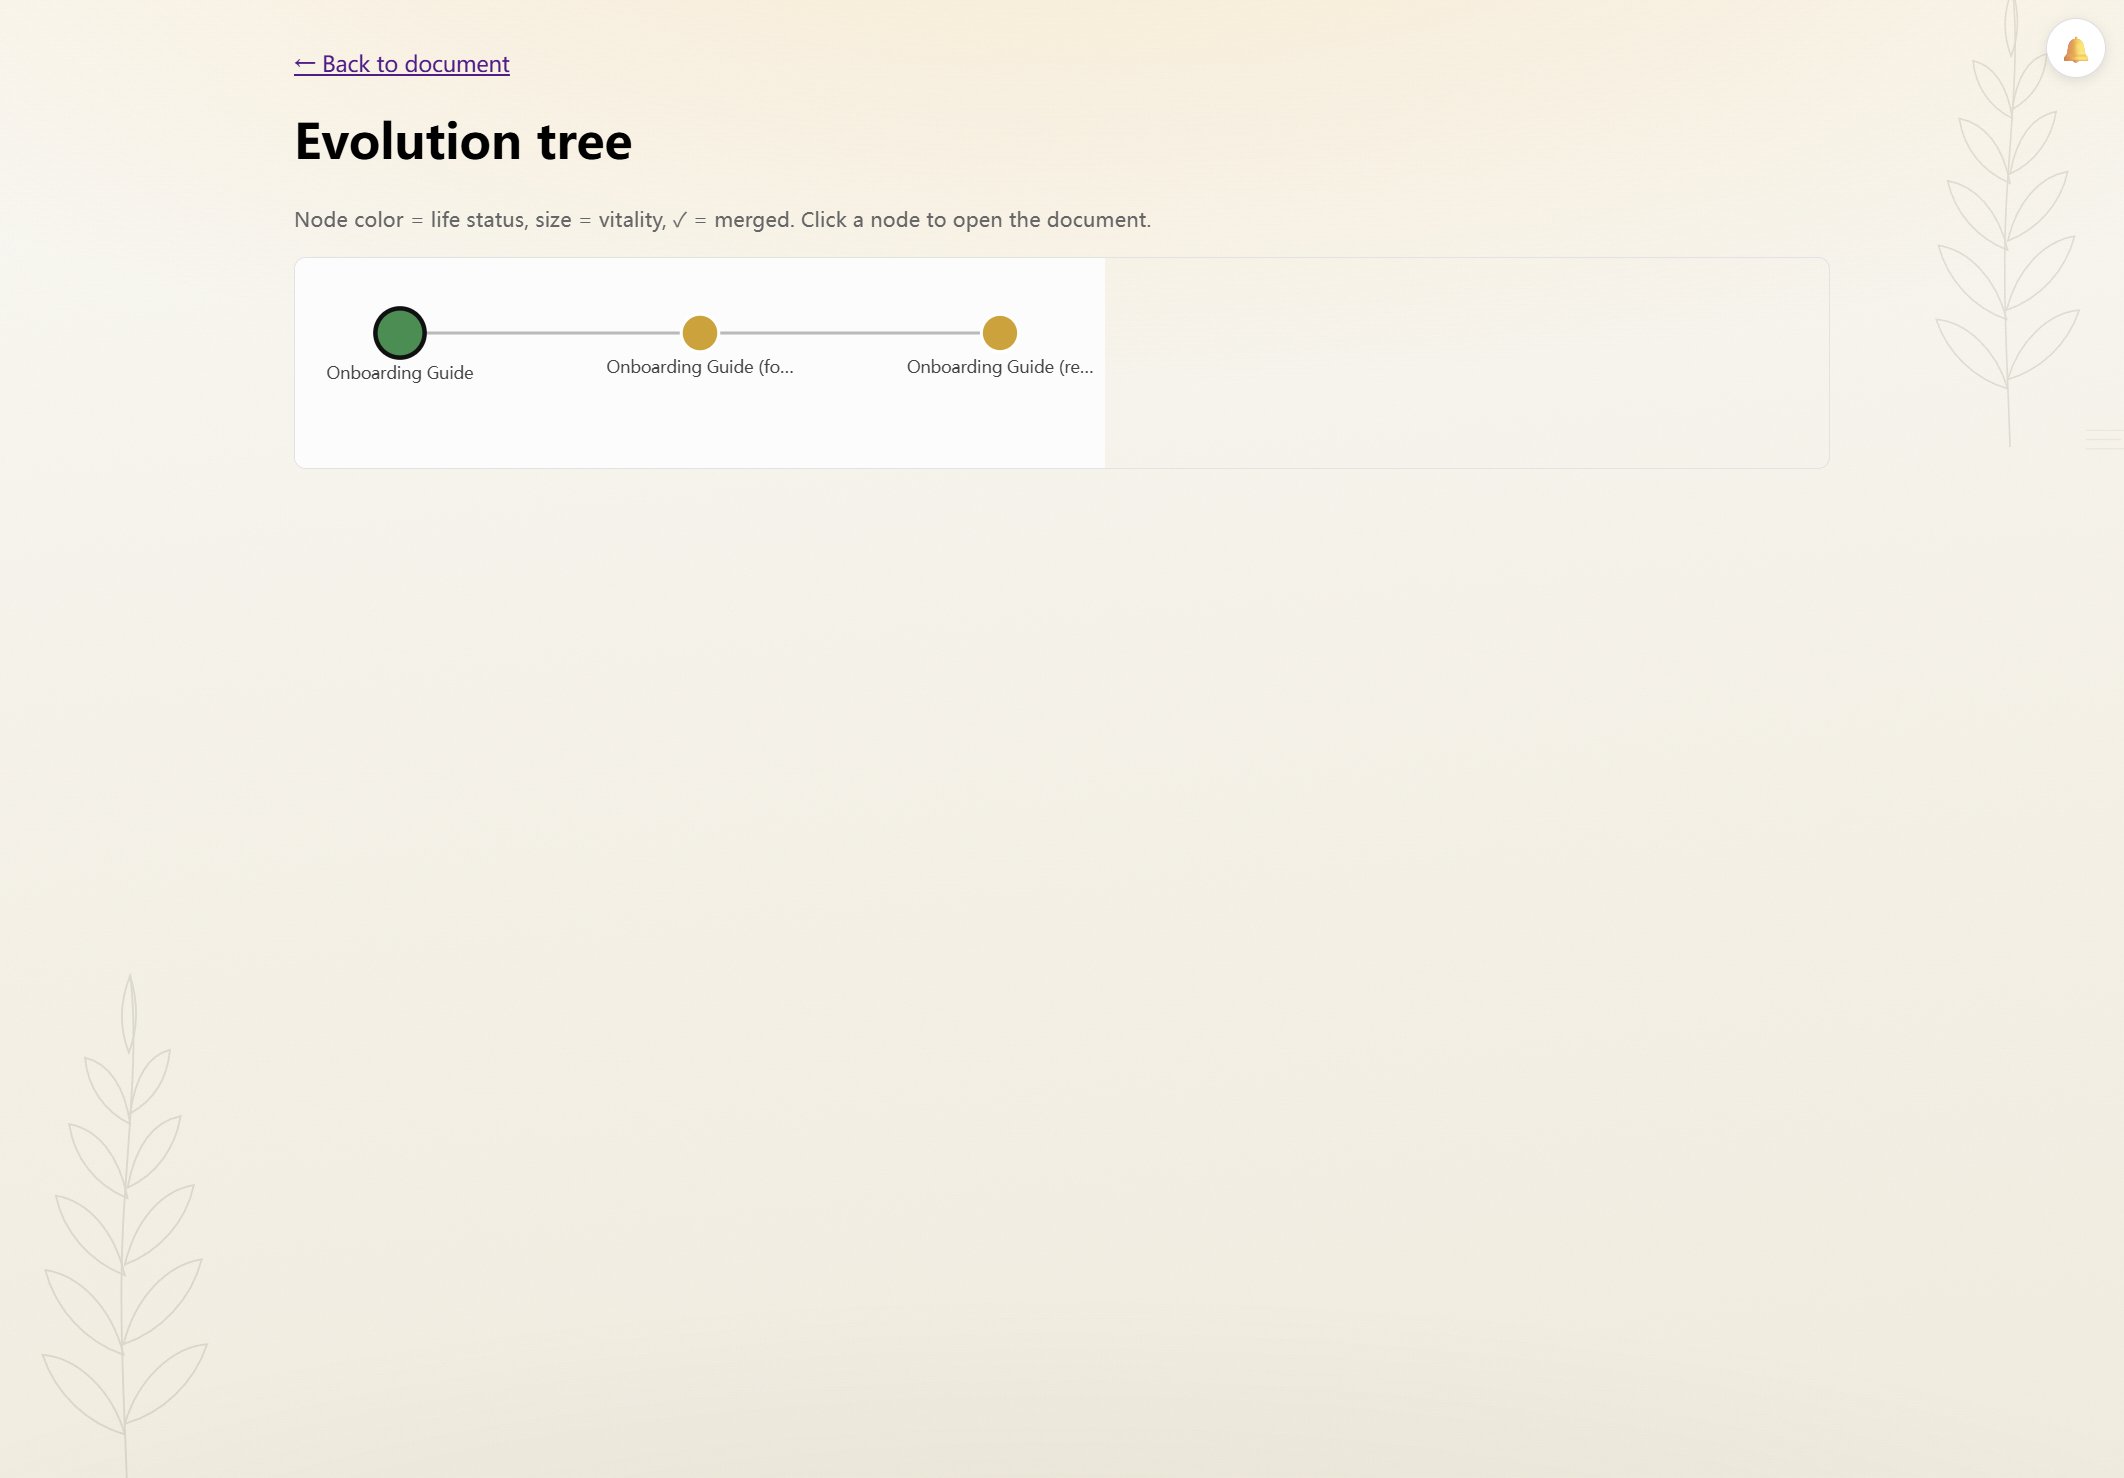 ← Back to document
Evolution tree
Node color = life status, size = vitality, ✓ = merged. Click a node to open the document.
Onboarding Guide
Onboarding Guide (fo...
Onboarding Guide (re...